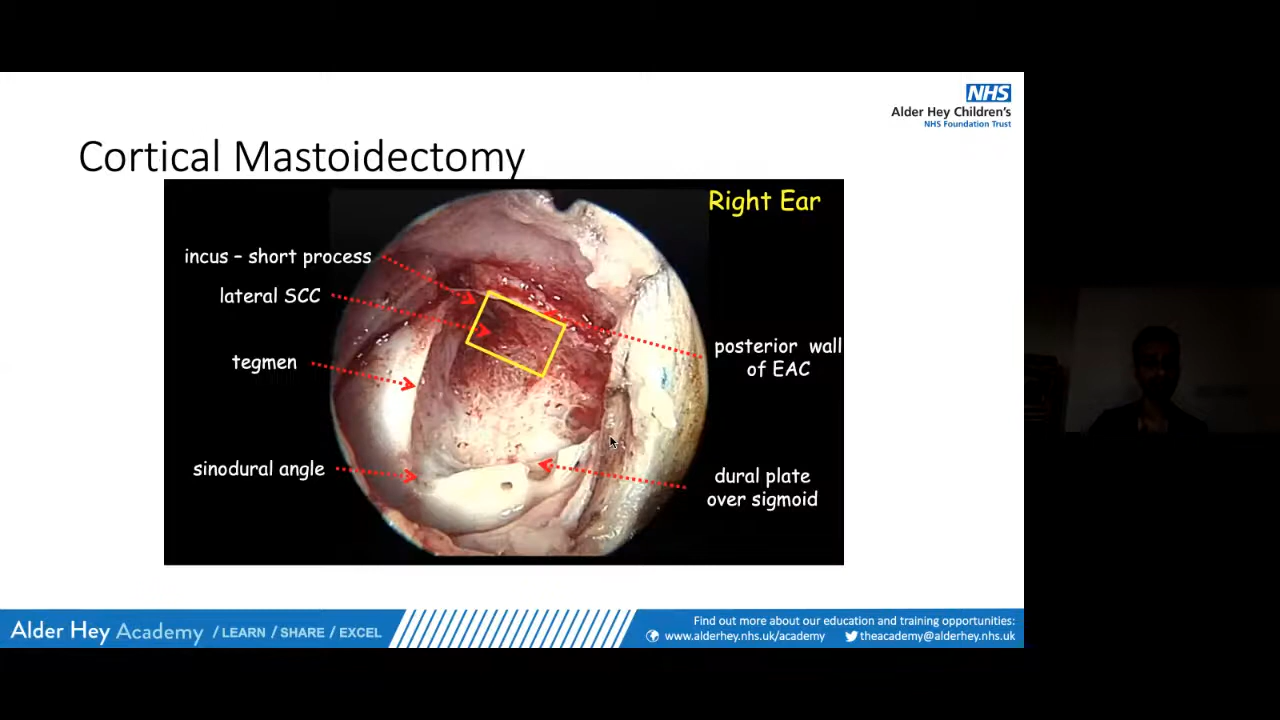 NHS
Alder Hey Children's
NHS Foundation Trust
Cortical Mastoidectomy
Right Ear
incus – short process
lateral SCC
tegmen
sinodural angle
posterior wall
of EAC
dural plate
over sigmoid
Alder Hey Academy / LEARN / SHARE / EXCEL
Find out more about our education and training opportunities:
www.alderhey.nhs.uk/academy theacademy@alderhey.nhs.uk